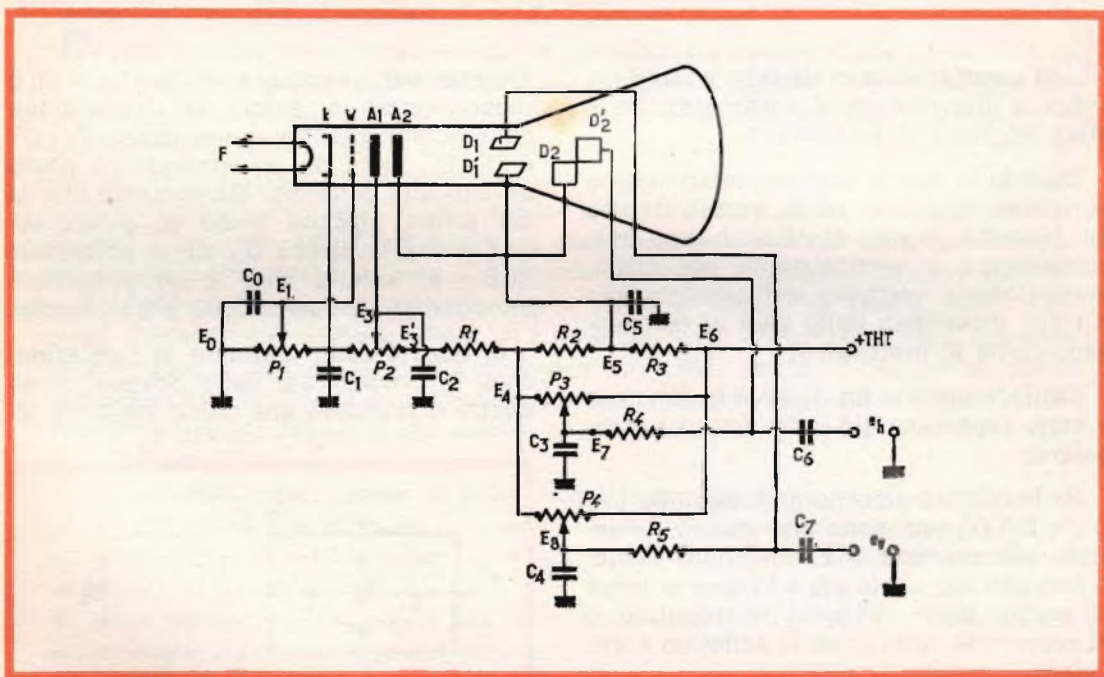 k W A1 A2
D1 D'2
F
D'1 D2
C0 E1 E3 C5
E'3 R1 R2 R3 E6
E0 E5 +THT
P1 C1 P2 C2
E4 P3
R4 eh
C3 E7 C6
P4
E8 R5 C7
C4